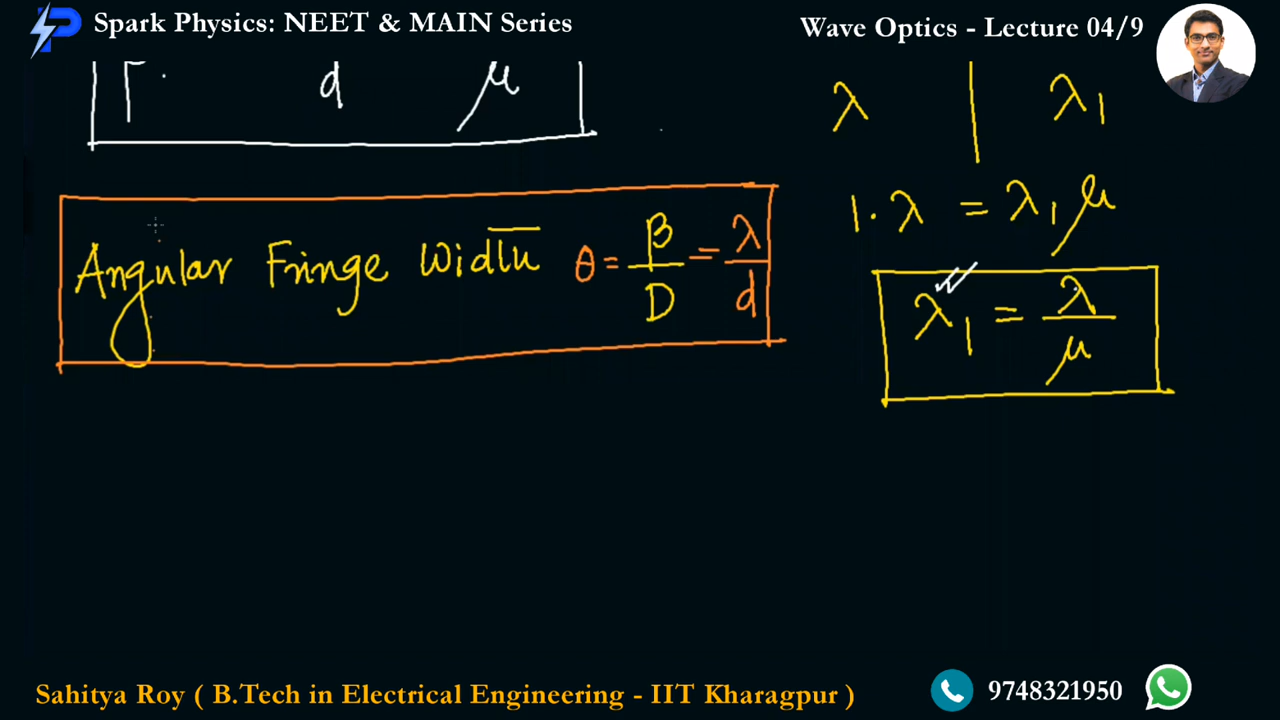 Spark Physics: NEET & MAIN Series
Wave Optics - Lecture 04/9
d μ
λ | λ₁
1·λ = λ₁μ
Angular Fringe Width θ = β/D = λ/d
λ₁ = λ/μ
Sahitya Roy ( B.Tech in Electrical Engineering - IIT Kharagpur )
9748321950